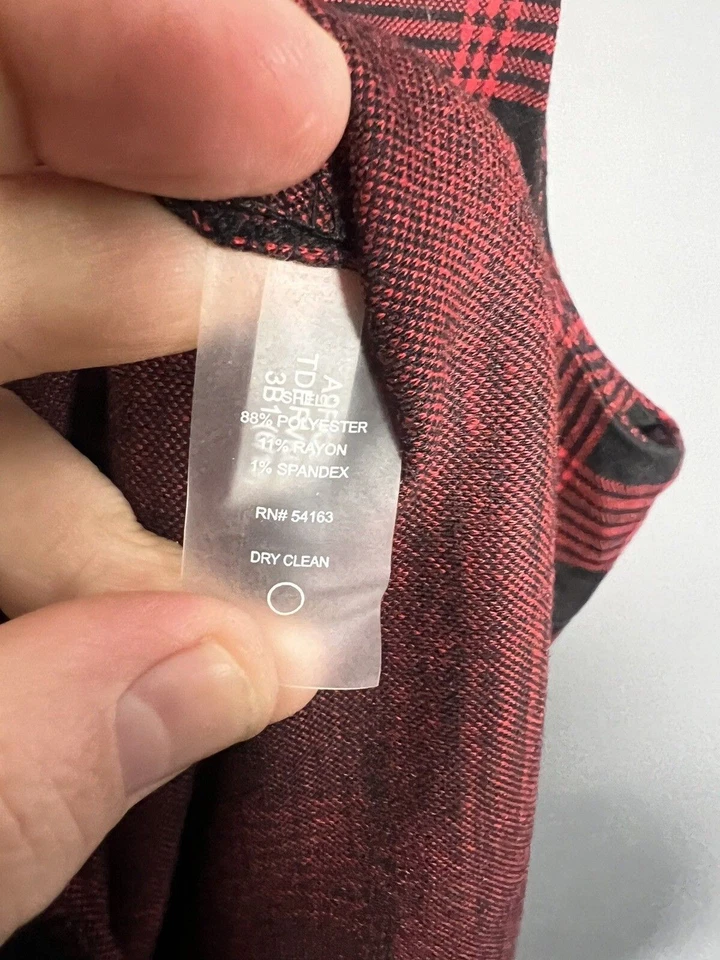 SHELL
88% POLYESTER
11% RAYON
1% SPANDEX
RN# 54163
DRY CLEAN